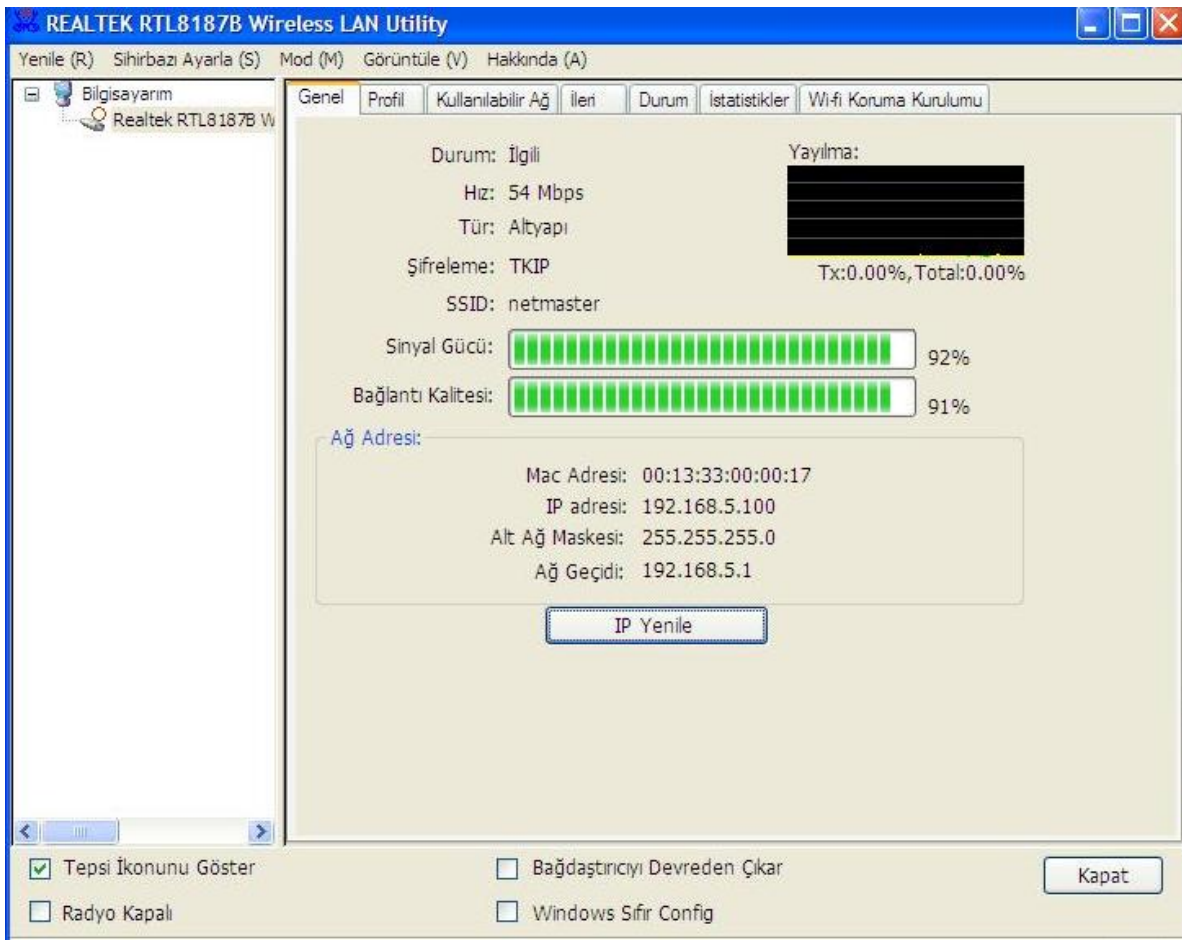 REALTEK RTL8187B Wireless LAN Utility
Yenile (R) Sihirbazı Ayarla (S) Mod (M) Görüntüle (V) Hakkında (A)
Bilgisayarım
Realtek RTL8187B W
Genel Profil Kullanılabilir Ağ İleri Durum İstatistikler Wi-fi Koruma Kurulumu
Durum: İlgili
Yayılma:
Hız: 54 Mbps
Tür: Altyapı
Şifreleme: TKIP
Tx:0.00%,Total:0.00%
SSID: netmaster
Sinyal Gücü: 92%
Bağlantı Kalitesi: 91%
Ağ Adresi:
Mac Adresi: 00:13:33:00:00:17
IP adresi: 192.168.5.100
Alt Ağ Maskesi: 255.255.255.0
Ağ Geçidi: 192.168.5.1
IP Yenile
Tepsi İkonunu Göster Bağdaştırıcıyı Devreden Çıkar Kapat
Radyo Kapalı Windows Sıfır Config